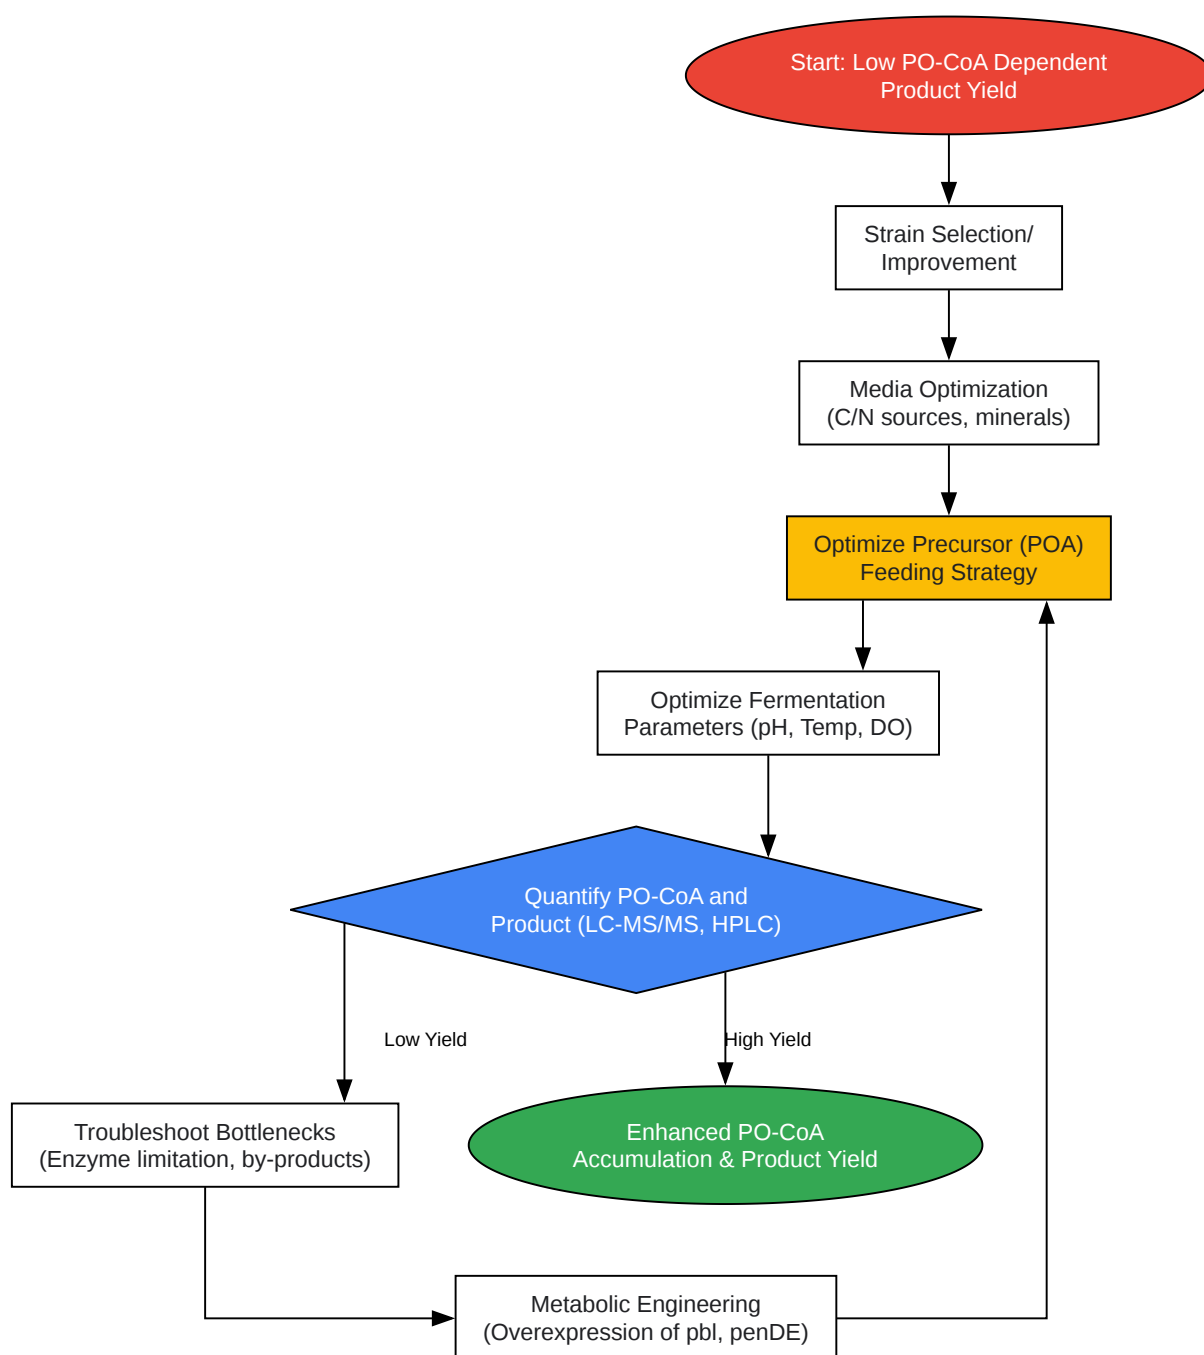 Start: Low PO-CoA Dependent
Product Yield
Strain Selection/
Improvement
Media Optimization
(C/N sources, minerals)
Optimize Precursor (POA)
Feeding Strategy
Optimize Fermentation
Parameters (pH, Temp, DO)
Quantify PO-CoA and
Product (LC-MS/MS, HPLC)
Low Yield
High Yield
Troubleshoot Bottlenecks
(Enzyme limitation, by-products)
Enhanced PO-CoA
Accumulation & Product Yield
Metabolic Engineering
(Overexpression of pbl, penDE)